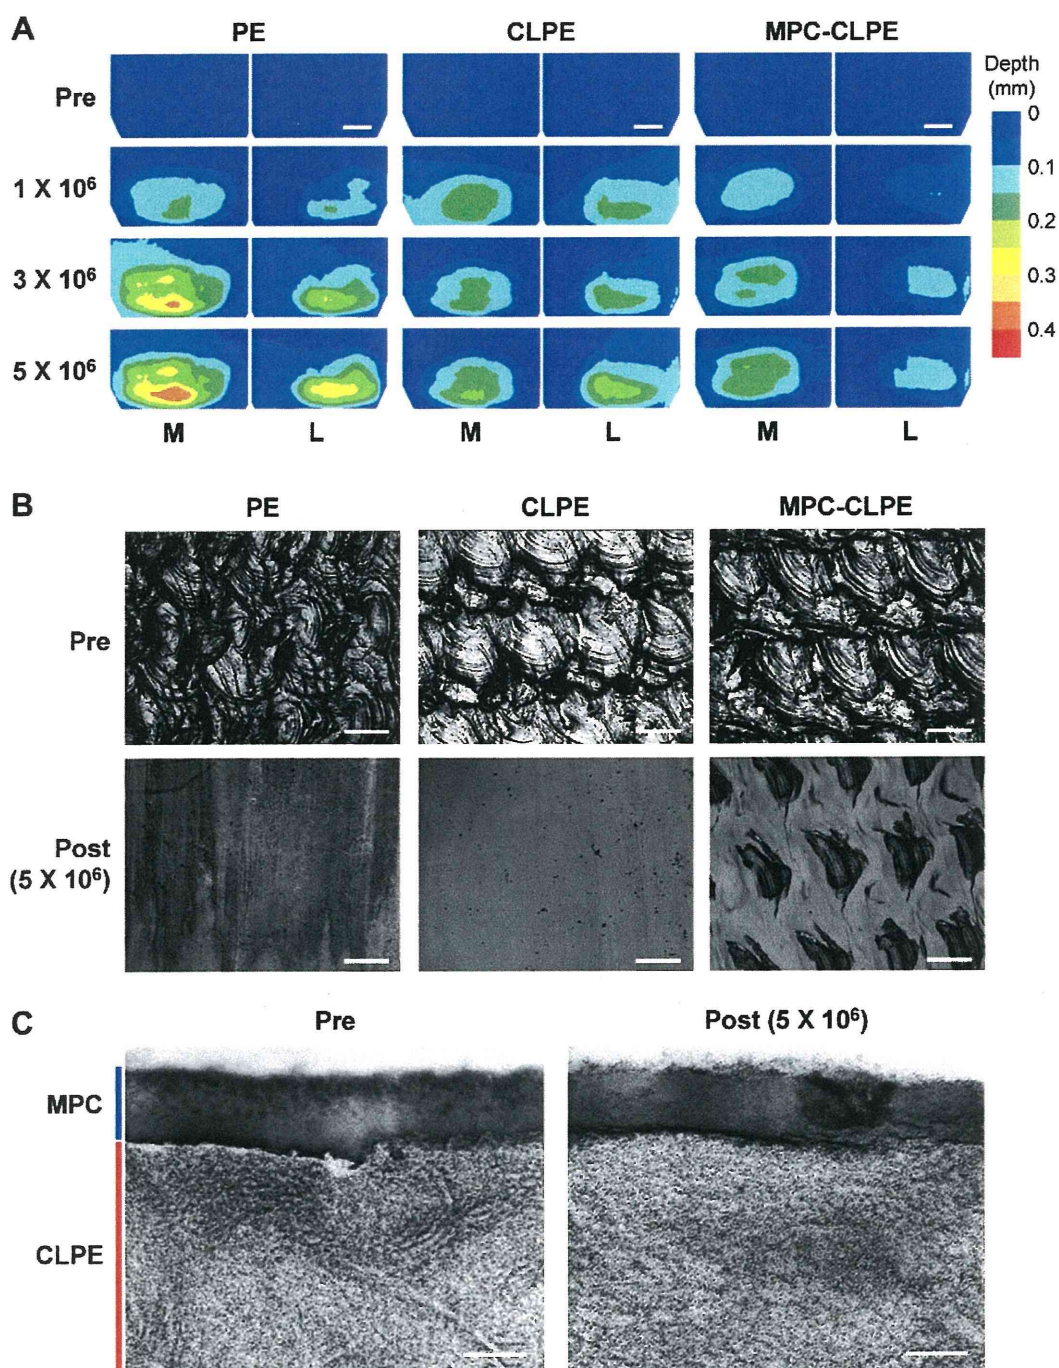 A
PE CLPE MPC-CLPE
Depth
(mm)
Pre
0
1 X 10⁶
0.1
0.2
3 X 10⁶
0.3
0.4
5 X 10⁶
M L M L M L
B
PE CLPE MPC-CLPE
Pre
Post
(5 X 10⁶)
C
Pre Post (5 X 10⁶)
MPC
CLPE